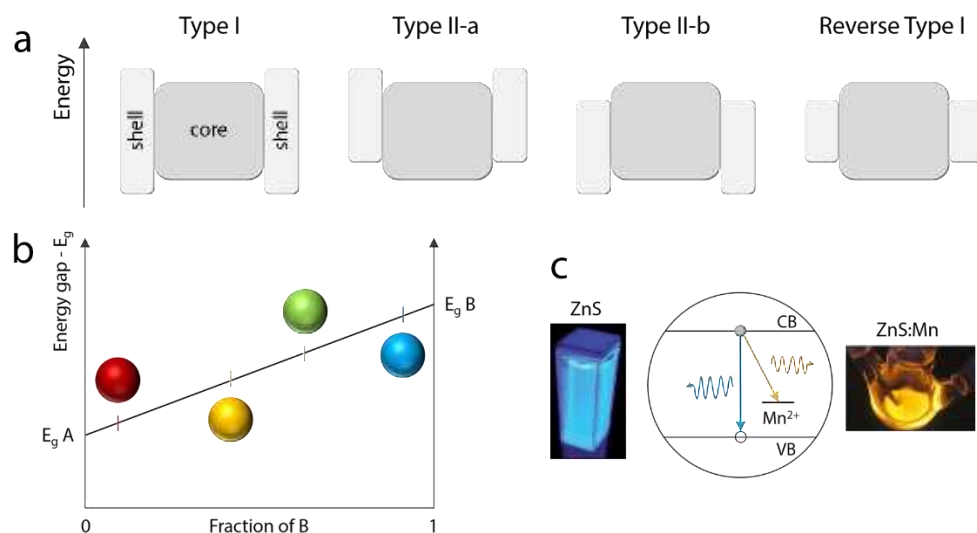 a
Type I
Type II-a
Type II-b
Reverse Type I
Energy
shell
core
shell
b
Energy gap - Eg
Eg B
Eg A
0
Fraction of B
1
c
ZnS
CB
ZnS:Mn
Mn²⁺
VB